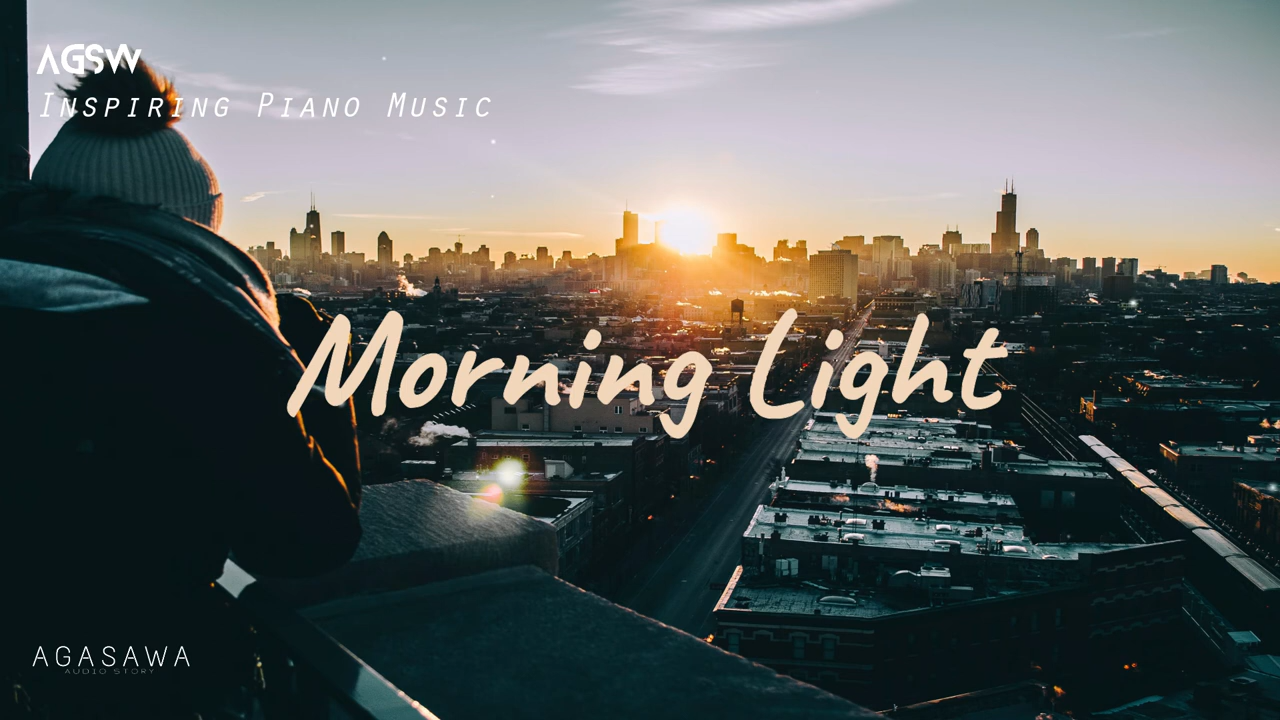 AGSW
Inspiring Piano Music
Morning Light
AGASAWA
AUDIO STORY